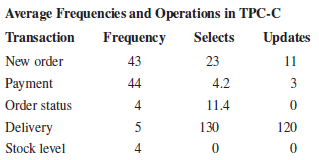 Average Frequencies and Operations in TPC-C
Transaction Frequency Selects Updates
New order 43 23 11
Payment 44 4.2 3
Order status 4 11.4 0
Delivery 5 130 120
Stock level 4 0 0